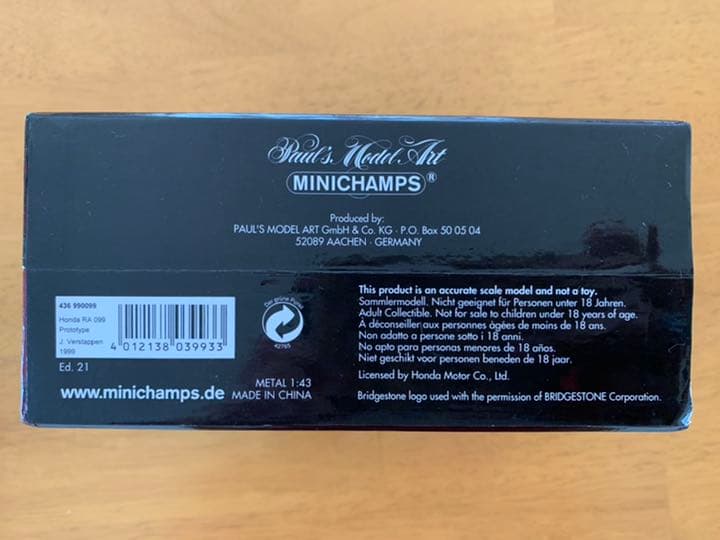 Paul's Model Art
MINICHAMPS®
Produced by:
PAUL'S MODEL ART GmbH & Co. KG · P.O. Box 50 05 04
52089 AACHEN · GERMANY
436 990099
Honda RA 099
Prototype
J. Verstappen
1999
4 012138 039933
Ed. 21
www.minichamps.de
Der grüne Punkt
42765
METAL 1:43
MADE IN CHINA
This product is an accurate scale model and not a toy.
Sammlermodell. Nicht geeignet für Personen unter 18 Jahren.
Adult Collectible. Not for sale to children under 18 years of age.
À déconseiller aux personnes âgées de moins de 18 ans.
Non adatto a persone sotto i 18 anni.
No apto para personas menores de 18 años.
Niet geschikt voor personen beneden de 18 jaar.
Licensed by Honda Motor Co., Ltd.
Bridgestone logo used with the permission of BRIDGESTONE Corporation.